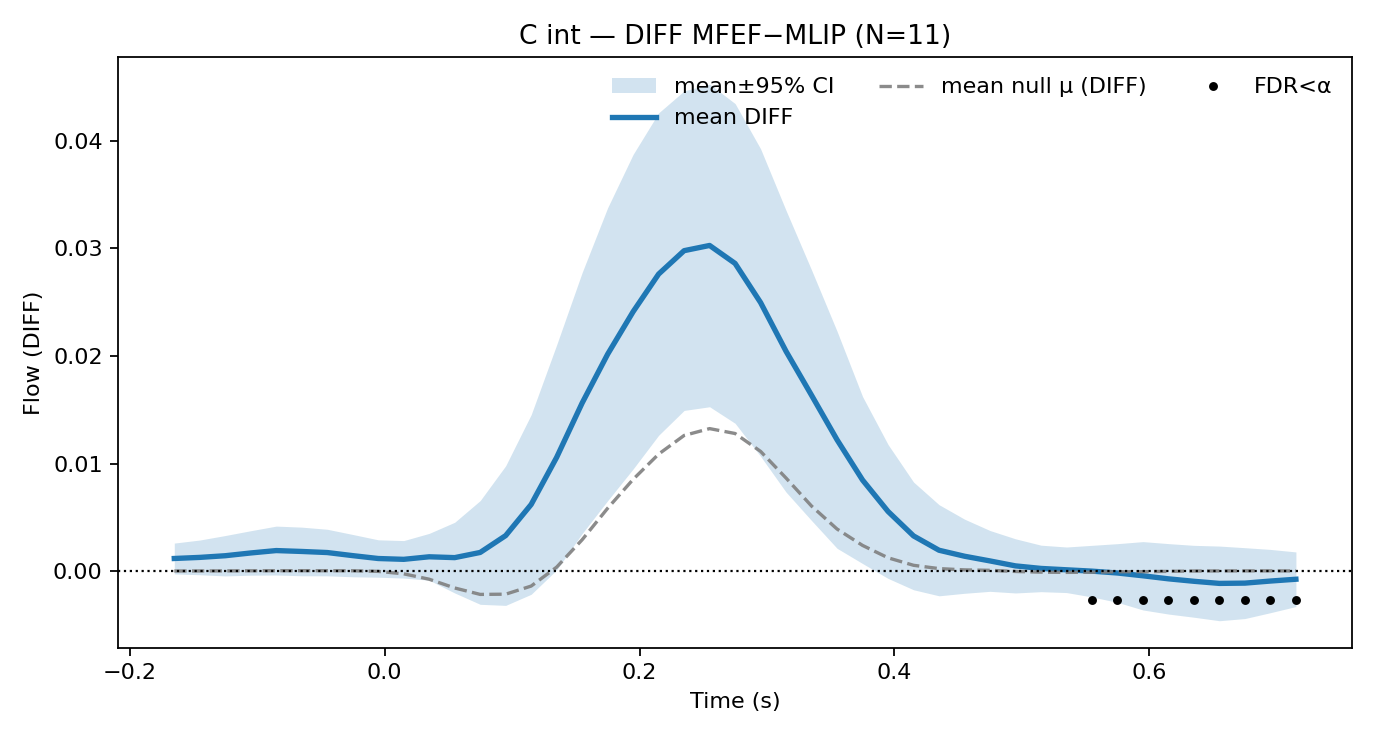 C int — DIFF MFEF−MLIP (N=11)
mean±95% CI
mean DIFF
mean null μ (DIFF)
FDR<α
Flow (DIFF)
0.04
0.03
0.02
0.01
0.00
−0.2
0.0
0.2
0.4
0.6
Time (s)